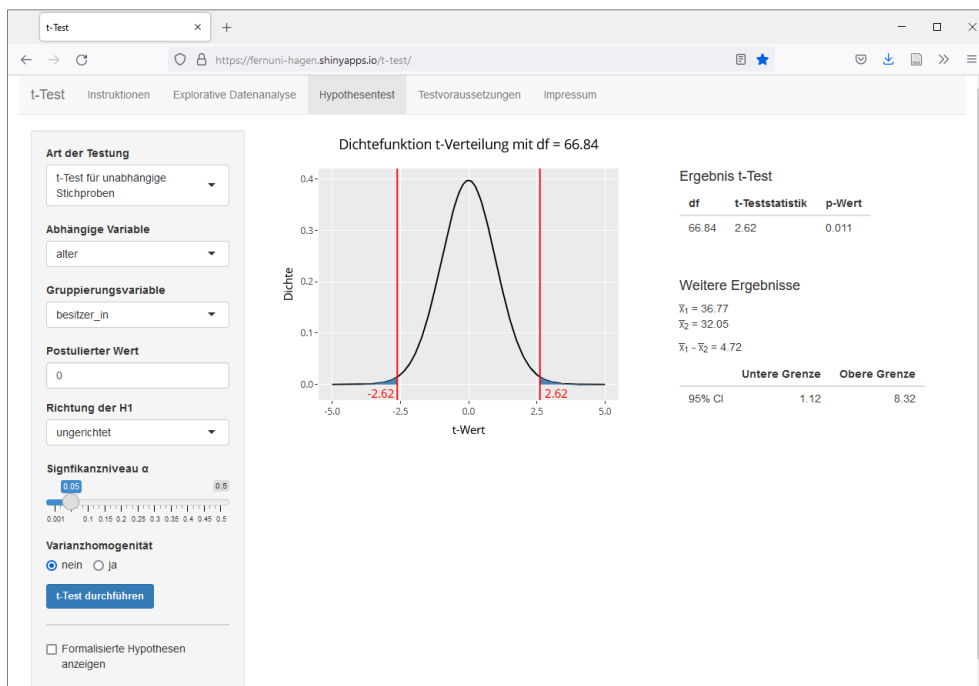 t-Test
https://fernuni-hagen.shinyapps.io/t-test/
t-Test Instruktionen Explorative Datenanalyse Hypothesentest Testvoraussetzungen Impressum
Art der Testung
t-Test für unabhängige
Stichproben
Abhängige Variable
alter
Gruppierungsvariable
besitzer_in
Postulierter Wert
0
Richtung der H1
ungerichtet
Signfikanzniveau α
0.05 0.5
0.001 0.1 0.15 0.2 0.25 0.3 0.35 0.4 0.45 0.5
Varianzhomogenität
nein ja
t-Test durchführen
Formalisierte Hypothesen
anzeigen
Dichtefunktion t-Verteilung mit df = 66.84
Dichte
0.4
0.3
0.2
0.1
0.0
-2.62 2.62
-5.0 -2.5 0.0 2.5 5.0
t-Wert
Ergebnis t-Test
df t-Teststatistik p-Wert
66.84 2.62 0.011
Weitere Ergebnisse
x̅₁ = 36.77
x̅₂ = 32.05
x̅₁ - x̅₂ = 4.72
Untere Grenze Obere Grenze
95% CI 1.12 8.32